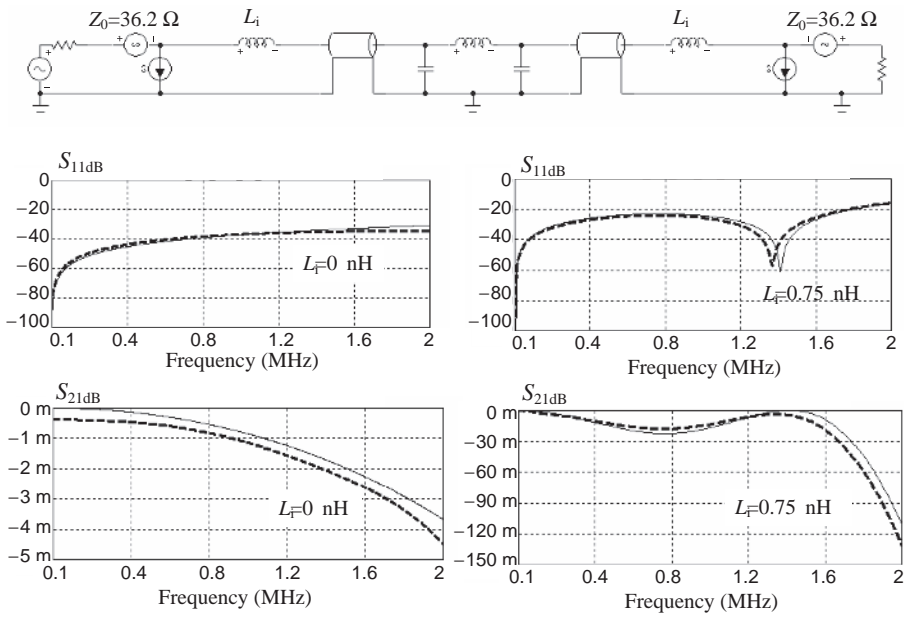 Z0=36.2 Ω Li Li Z0=36.2 Ω
+ − + − + − + − − +
+ −
S11dB S11dB
0 0
−20 −20
−40 −40
−60 −60
−80 −80
−100 −100
Li=0 nH Li=0.75 nH
0.1 0.4 0.8 1.2 1.6 2 0.1 0.4 0.8 1.2 1.6 2
Frequency (MHz) Frequency (MHz)
S21dB S21dB
0 m 0 m
−1 m −30 m
−2 m −60 m
−3 m −90 m
−4 m −120 m
−5 m −150 m
Li=0 nH Li=0.75 nH
0.1 0.4 0.8 1.2 1.6 2 0.1 0.4 0.8 1.2 1.6 2
Frequency (MHz) Frequency (MHz)